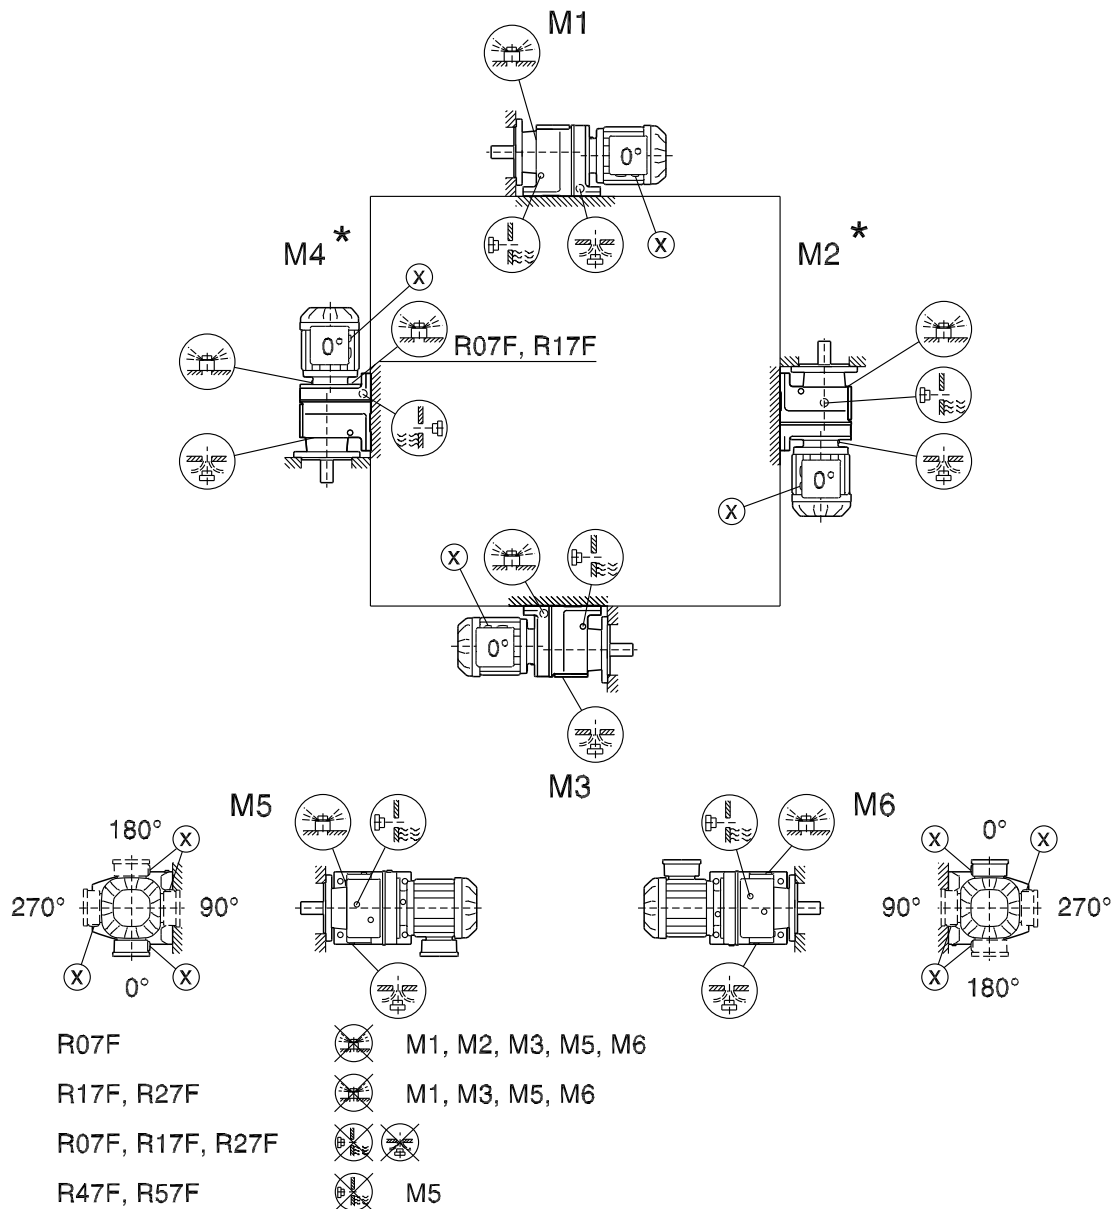 M1
0°
X
M4 *
M2 *
X
0°
R07F, R17F
0°
X
X
0°
M3
M5
M6
180°
X
0°
X
X
270°
90°
90°
270°
X
0°
X
X
180°
R07F M1, M2, M3, M5, M6
R17F, R27F M1, M3, M5, M6
R07F, R17F, R27F
R47F, R57F M5